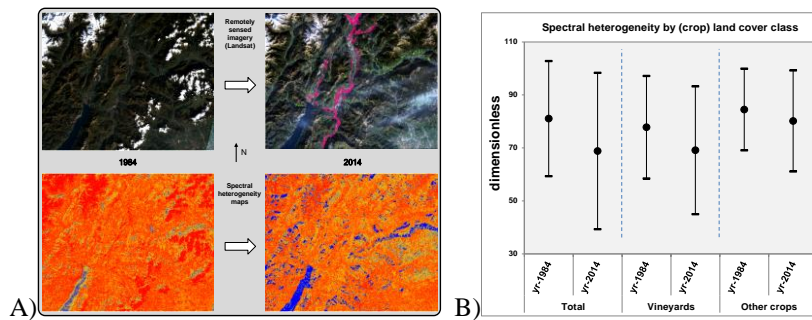 Remotely
sensed
imagery
(Landsat)
N
1984
2014
Spectral
heterogeneity
maps
A)
Spectral heterogeneity by (crop) land cover class
dimensionless
110
90
70
50
30
yr-1984
yr-2014
yr-1984
yr-2014
yr-1984
yr-2014
Total
Vineyards
Other crops
B)